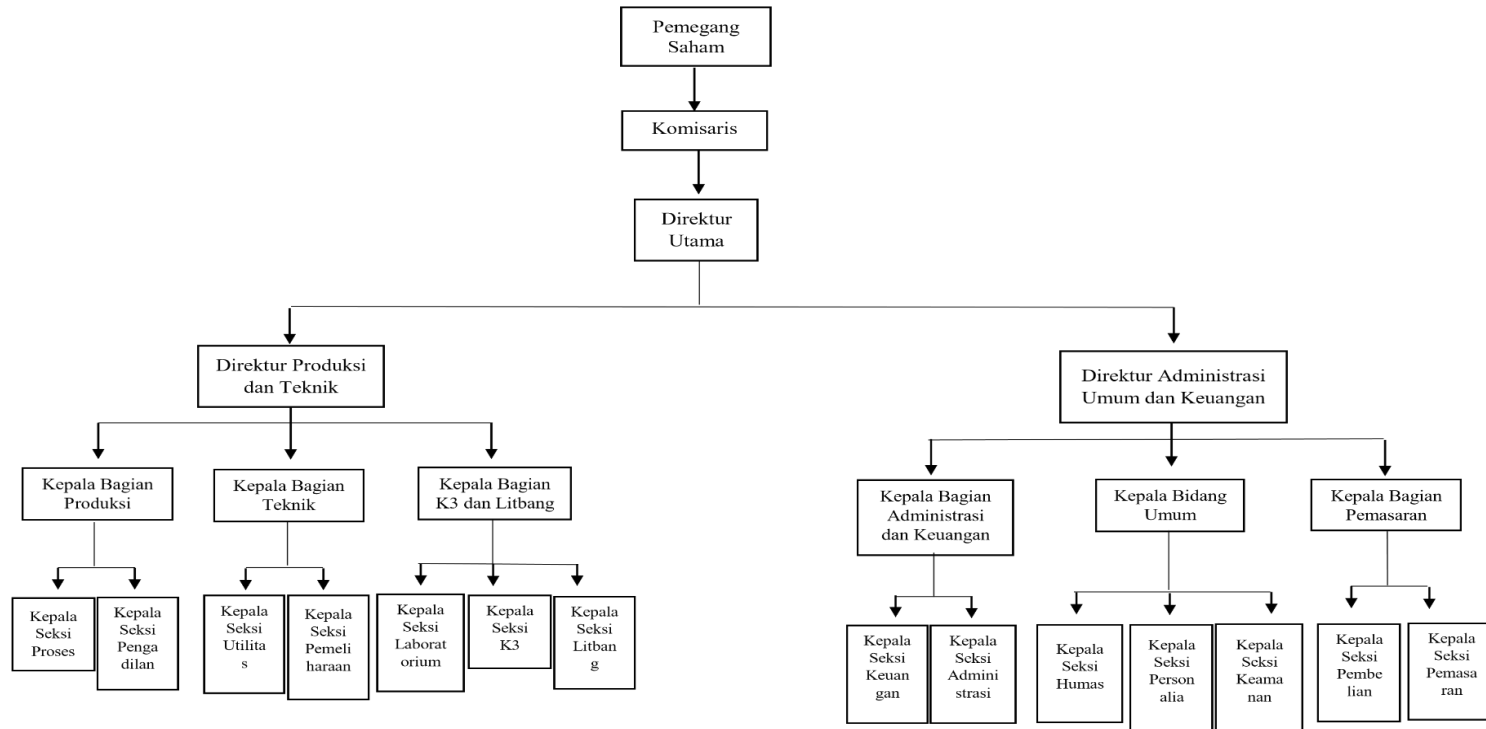 Pemegang
Saham
Komisaris
Direktur
Utama
Direktur Produksi
dan Teknik
Direktur Administrasi
Umum dan Keuangan
Kepala Bagian
Produksi
Kepala Bagian
Teknik
Kepala Bagian
K3 dan Litbang
Kepala Bagian
Administrasi
dan Keuangan
Kepala Bidang
Umum
Kepala Bagian
Pemasaran
Kepala
Seksi
Proses
Kepala
Seksi
Penga
dilan
Kepala
Seksi
Utilita
s
Kepala
Seksi
Pemeli
haraan
Kepala
Seksi
Laborat
orium
Kepala
Seksi
K3
Kepala
Seksi
Litban
g
Kepala
Seksi
Keuan
gan
Kepala
Seksi
Admini
strasi
Kepala
Seksi
Humas
Kepala
Seksi
Person
alia
Kepala
Seksi
Keama
nan
Kepala
Seksi
Pembe
lian
Kepala
Seksi
Pemasa
ran